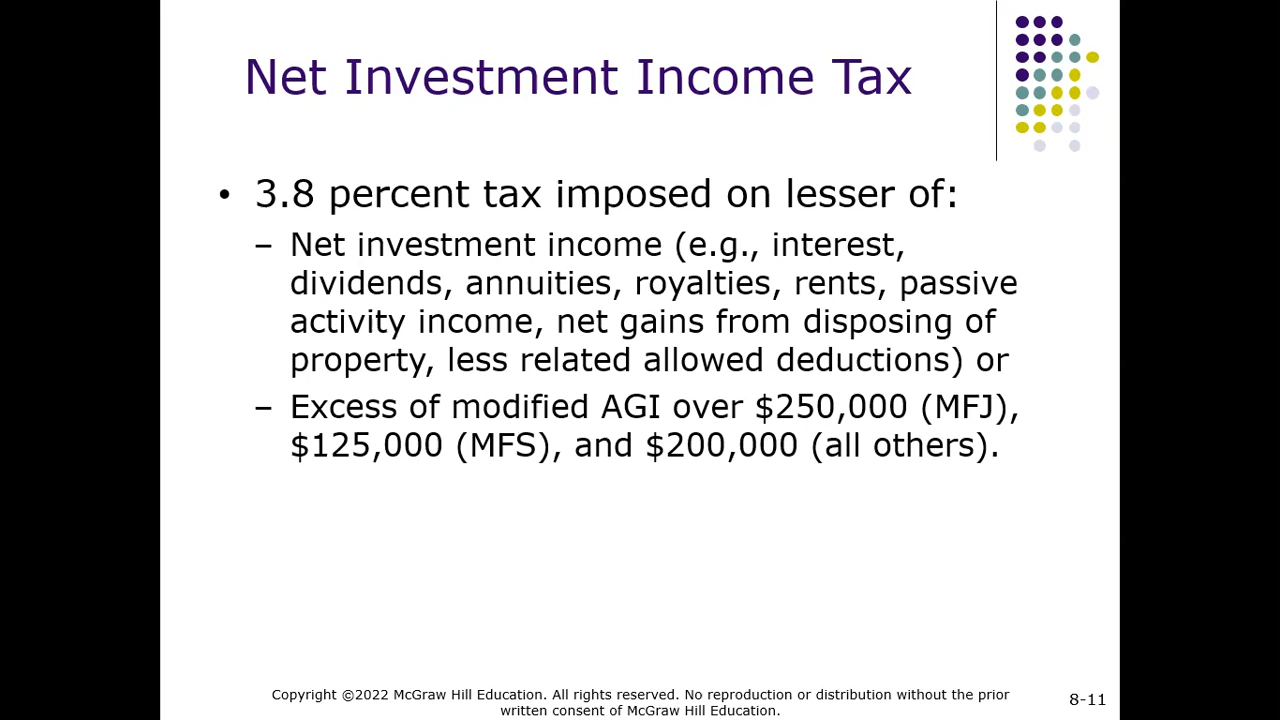 Net Investment Income Tax
• 3.8 percent tax imposed on lesser of:
– Net investment income (e.g., interest,
dividends, annuities, royalties, rents, passive
activity income, net gains from disposing of
property, less related allowed deductions) or
– Excess of modified AGI over $250,000 (MFJ),
$125,000 (MFS), and $200,000 (all others).
Copyright ©2022 McGraw Hill Education. All rights reserved. No reproduction or distribution without the prior
written consent of McGraw Hill Education.
8-11